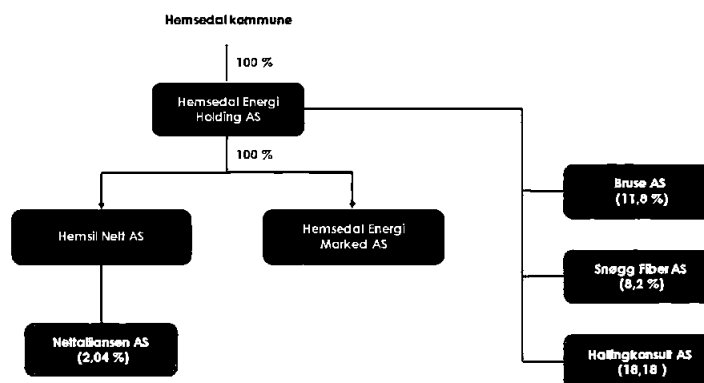 Hemsedal kommune
100 %
Hemsedal Energi
Holding AS
100 %
Bruse AS
(11,8 %)
Hemsil Nett AS
Hemsedal Energi
Marked AS
Snøgg Fiber AS
(8,2 %)
Nettalliansen AS
(2,04 %)
Hallingkonsult AS
(18,18 )